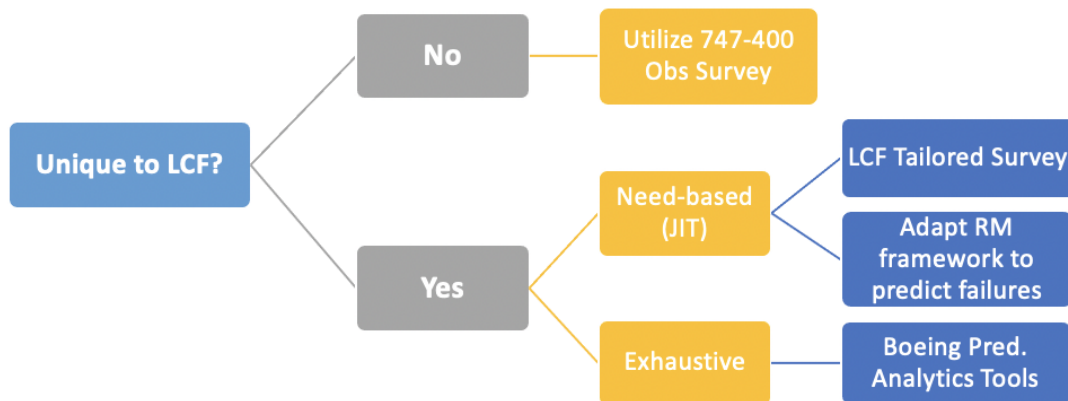 Unique to LCF?
No
Utilize 747-400
Obs Survey
Yes
Need-based
(JIT)
LCF Tailored Survey
Adapt RM
framework to
predict failures
Exhaustive
Boeing Pred.
Analytics Tools